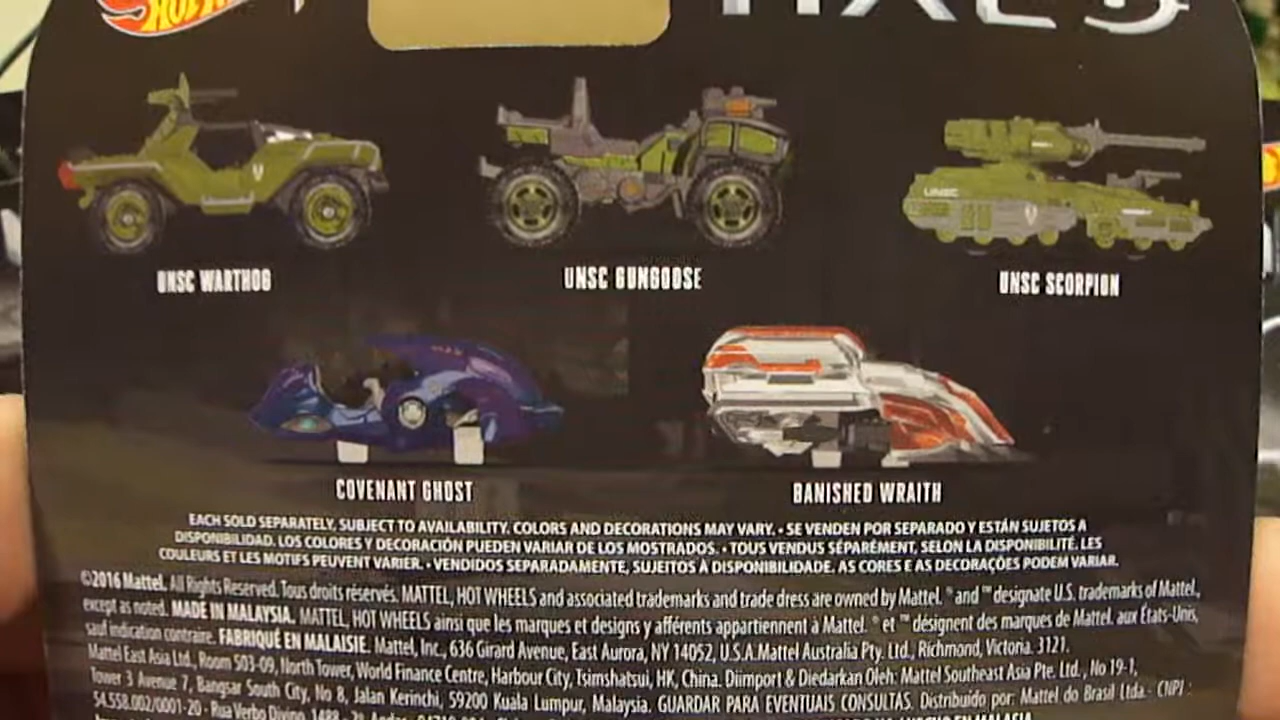 HOT WHEELS HALO
UNSC
UNSC WARTHOG UNSC GUNGOOSE UNSC SCORPION
COVENANT GHOST BANISHED WRAITH
EACH SOLD SEPARATELY, SUBJECT TO AVAILABILITY. COLORS AND DECORATIONS MAY VARY. • SE VENDEN POR SEPARADO Y ESTÁN SUJETOS A
DISPONIBILIDAD. LOS COLORES Y DECORACIÓN PUEDEN VARIAR DE LOS MOSTRADOS. • TOUS VENDUS SÉPARÉMENT, SELON LA DISPONIBILITÉ. LES
COULEURS ET LES MOTIFS PEUVENT VARIER. • VENDIDOS SEPARADAMENTE, SUJEITOS À DISPONIBILIDADE. AS CORES E AS DECORAÇÕES PODEM VARIAR.
©2016 Mattel. All Rights Reserved. Tous droits réservés. MATTEL, HOT WHEELS and associated trademarks and trade dress are owned by Mattel. ® and ™ designate U.S. trademarks of Mattel,
except as noted. MADE IN MALAYSIA. MATTEL, HOT WHEELS ainsi que les marques et designs y afférents appartiennent à Mattel. ® et ™ désignent des marques de Mattel. aux États-Unis,
sauf indication contraire. FABRIQUÉ EN MALAISIE. Mattel, Inc., 636 Girard Avenue, East Aurora, NY 14052, U.S.A. Mattel Australia Pty. Ltd., Richmond, Victoria. 3121.
Mattel East Asia Ltd., Room 503-09, North Tower, World Finance Centre, Harbour City, Tsimshatsui, HK, China. Diimport & Diedarkan Oleh: Mattel Southeast Asia Pte. Ltd., No 19-1,
Tower 3 Avenue 7, Bangsar South City, No 8, Jalan Kerinchi, 59200 Kuala Lumpur, Malaysia. GUARDAR PARA EVENTUAIS CONSULTAS. Distribuído por: Mattel do Brasil Ltda.- CNPJ :
54.558.002/0001-20 - Rua Verbo Divino, 1488 - 2º Andar